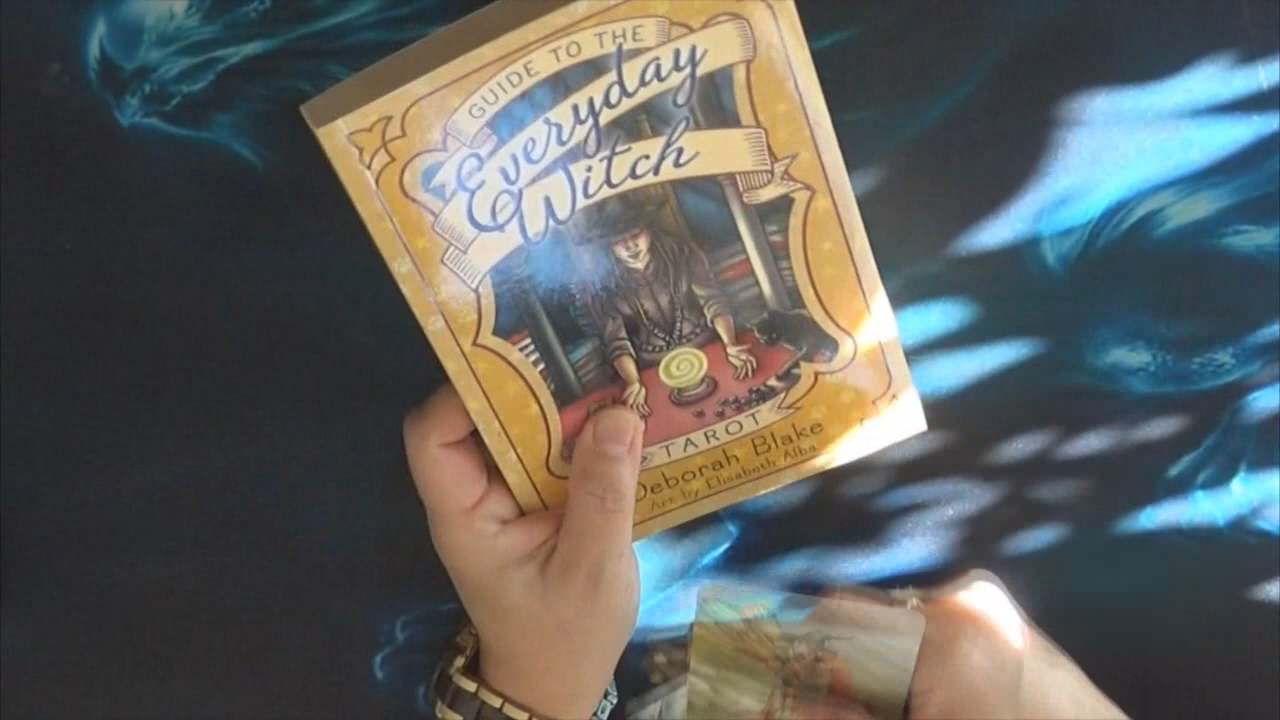 GUIDE TO THE
Everyday
Witch
TAROT
Deborah Blake
Art by Elisabeth Alba